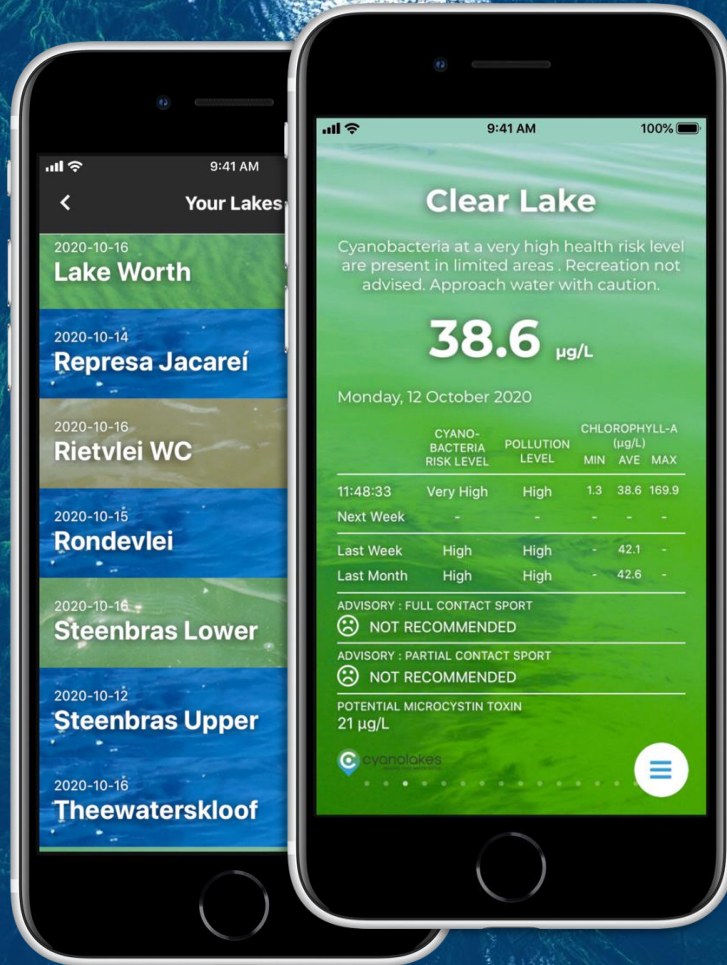 9:41 AM
Your Lakes
2020-10-16
Lake Worth
2020-10-14
Represa Jacareí
2020-10-16
Rietvlei WC
2020-10-15
Rondevlei
2020-10-16
Steenbras Lower
2020-10-12
Steenbras Upper
2020-10-16
Theewaterskloof
9:41 AM 100%
Clear Lake
Cyanobacteria at a very high health risk level
are present in limited areas . Recreation not
advised. Approach water with caution.
38.6 µg/L
Monday, 12 October 2020
CYANO-
BACTERIA
RISK LEVEL
POLLUTION
LEVEL
CHLOROPHYLL-A
(µg/L)
MIN AVE MAX
11:48:33 Very High High 1.3 38.6 169.9
Next Week - - - - -
Last Week High High - 42.1 -
Last Month High High - 42.6 -
ADVISORY : FULL CONTACT SPORT
NOT RECOMMENDED
ADVISORY : PARTIAL CONTACT SPORT
NOT RECOMMENDED
POTENTIAL MICROCYSTIN TOXIN
21 µg/L
cyanolakes